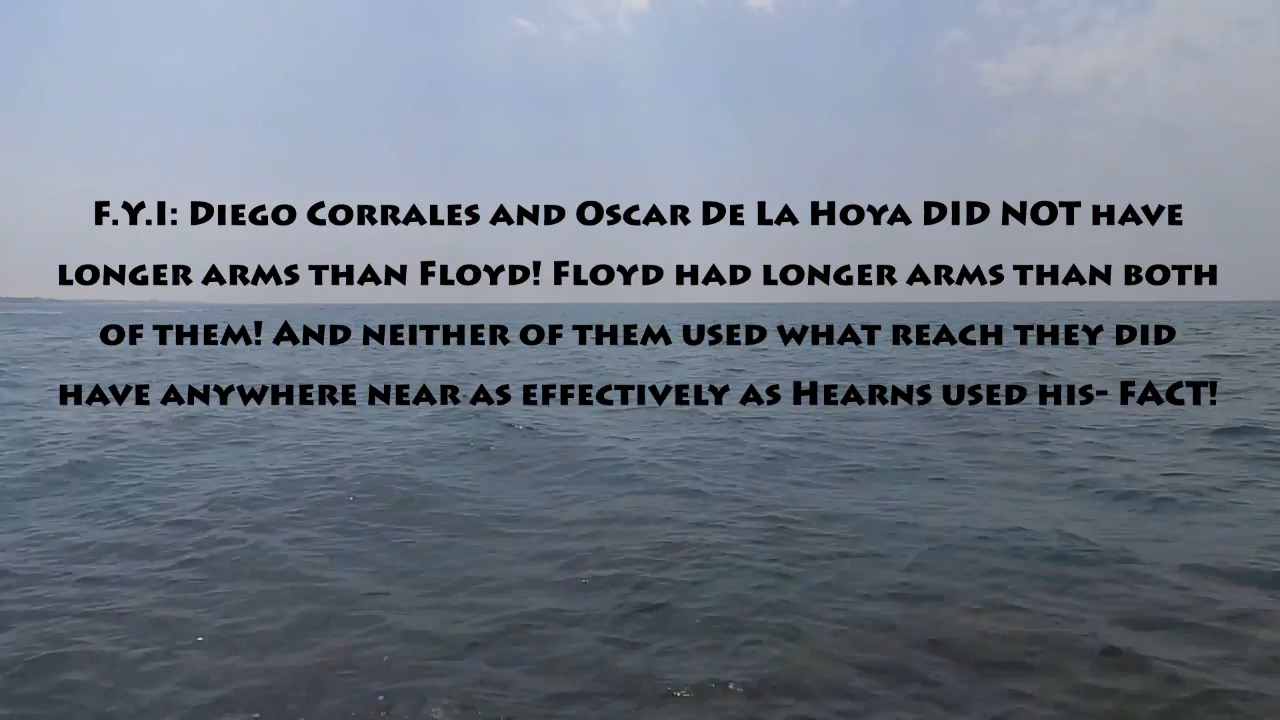 F.Y.I: Diego Corrales and Oscar De La Hoya DID NOT have
longer arms than Floyd! Floyd had longer arms than both
of them! And neither of them used what reach they did
have anywhere near as effectively as Hearns used his- FACT!